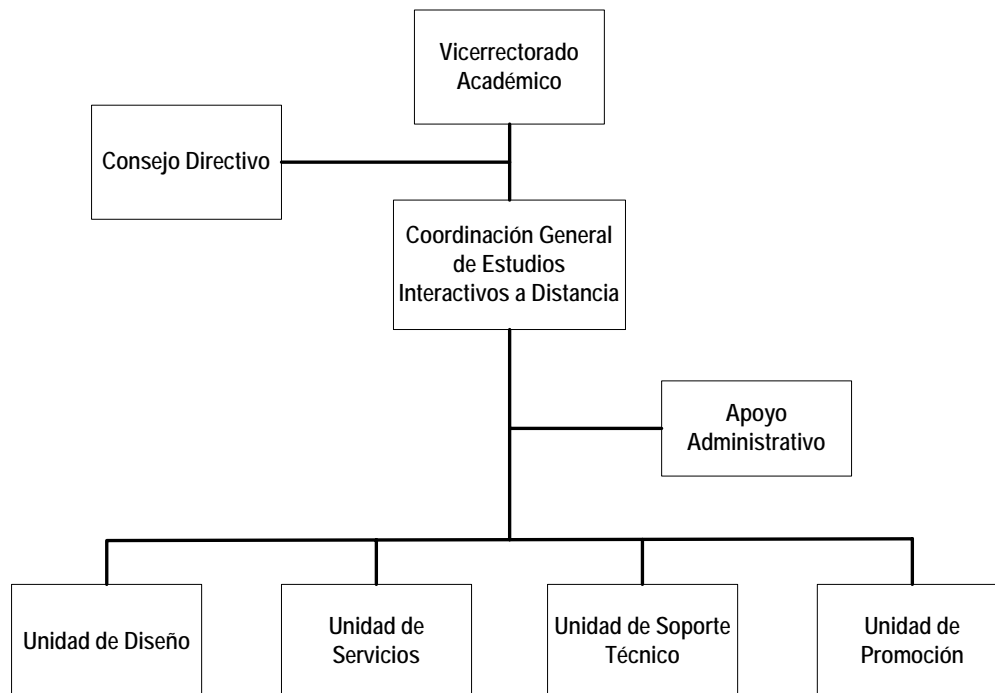 Vicerrectorado
Académico
Consejo Directivo
Coordinación General
de Estudios
Interactivos a Distancia
Apoyo
Administrativo
Unidad de Diseño
Unidad de
Servicios
Unidad de Soporte
Técnico
Unidad de
Promoción